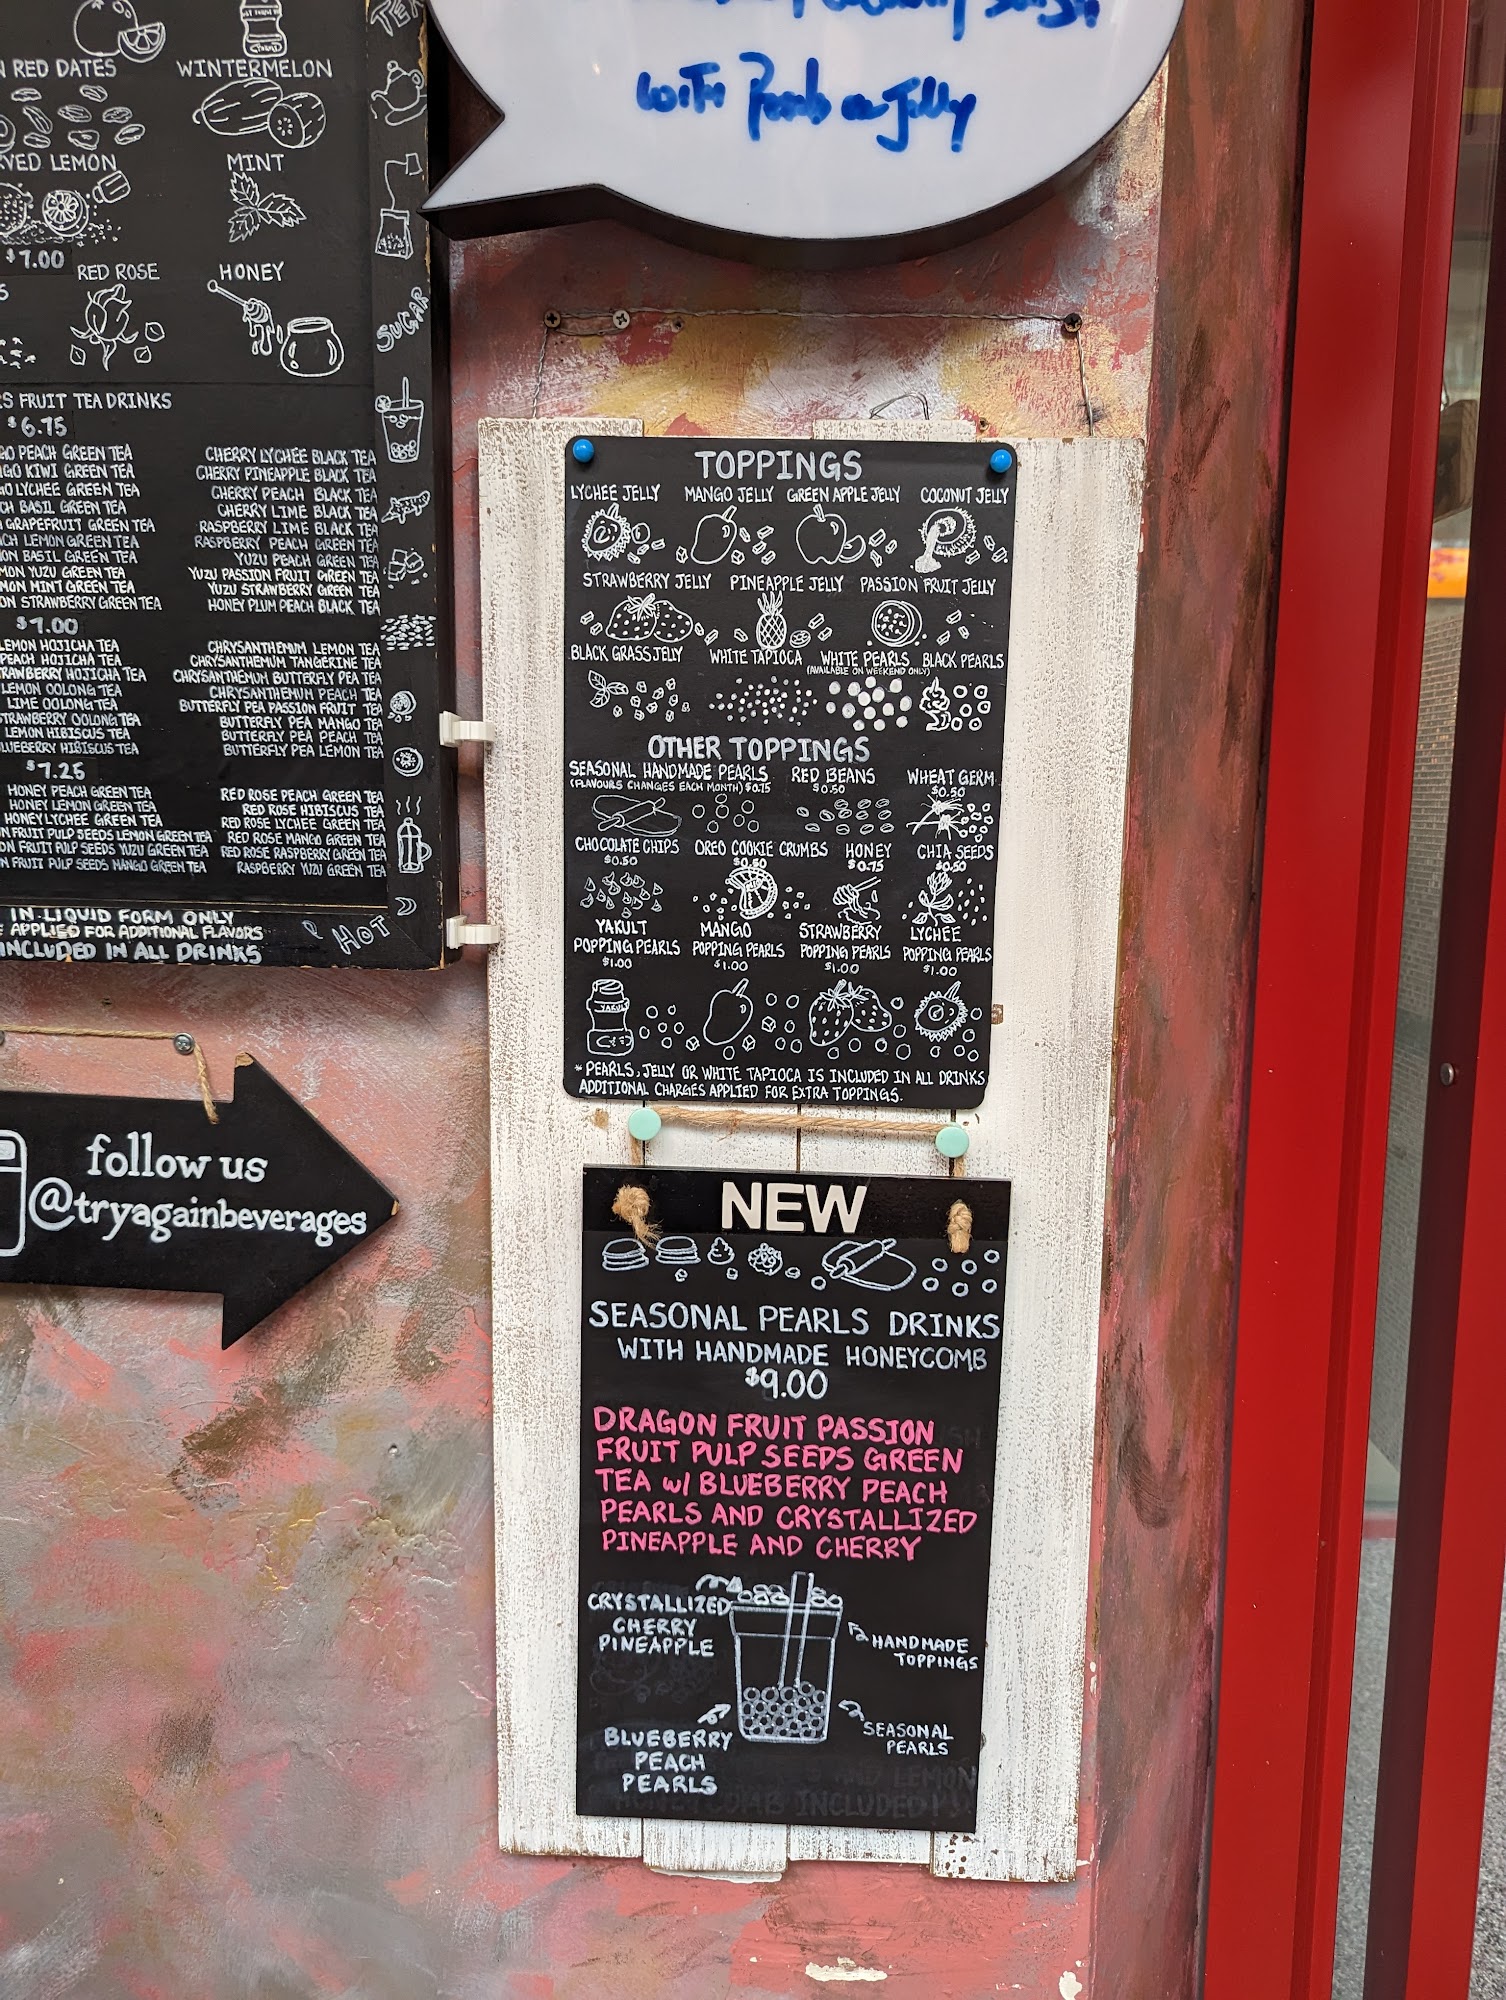 WITH Pearls or Jelly
TEA
RED DATES
WINTERMELON
LEMON
MINT
$7.00
RED ROSE
HONEY
SUGAR
FRUIT TEA DRINKS
$6.75
PEACH GREEN TEA
KIWI GREEN TEA
LYCHEE GREEN TEA
BASIL GREEN TEA
GRAPEFRUIT GREEN TEA
LEMON GREEN TEA
BASIL GREEN TEA
YUZU GREEN TEA
MINT GREEN TEA
STRAWBERRY GREEN TEA
CHERRY LYCHEE BLACK TEA
CHERRY PINEAPPLE BLACK TEA
CHERRY PEACH BLACK TEA
CHERRY LIME BLACK TEA
RASPBERRY LIME BLACK TEA
RASPBERRY PEACH GREEN TEA
YUZU PEACH GREEN TEA
YUZU PASSION FRUIT GREEN TEA
YUZU STRAWBERRY GREEN TEA
HONEY PLUM PEACH BLACK TEA
$7.00
LEMON HOJICHA TEA
PEACH HOJICHA TEA
HOJICHA TEA
LEMON OOLONG TEA
LIME OOLONG TEA
OOLONG TEA
LEMON HIBISCUS TEA
HIBISCUS TEA
CHRYSANTHEMUM LEMON TEA
CHRYSANTHEMUM TANGERINE TEA
CHRYSANTHEMUM BUTTERFLY PEA TEA
CHRYSANTHEMUM PEACH TEA
BUTTERFLY PEA PASSION FRUIT TEA
BUTTERFLY PEA MANGO TEA
BUTTERFLY PEA PEACH TEA
BUTTERFLY PEA LEMON TEA
$7.25
HONEY PEACH GREEN TEA
HONEY LEMON GREEN TEA
HONEY LYCHEE GREEN TEA
FRUIT PULP SEEDS LEMON GREEN TEA
FRUIT PULP SEEDS YUZU GREEN TEA
FRUIT PULP SEEDS MANGO GREEN TEA
RED ROSE PEACH GREEN TEA
RED ROSE HIBISCUS TEA
RED ROSE LYCHEE GREEN TEA
RED ROSE MANGO GREEN TEA
RED ROSE RASPBERRY GREEN TEA
RASPBERRY YUZU GREEN TEA
IN LIQUID FORM ONLY
APPLIED FOR ADDITIONAL FLAVORS
INCLUDED IN ALL DRINKS
HOT
follow us
@tryagainbeverages
TOPPINGS
LYCHEE JELLY MANGO JELLY GREEN APPLE JELLY COCONUT JELLY
STRAWBERRY JELLY PINEAPPLE JELLY PASSION FRUIT JELLY
BLACK GRASS JELLY WHITE TAPIOCA WHITE PEARLS BLACK PEARLS
(AVAILABLE ON WEEKEND ONLY)
OTHER TOPPINGS
SEASONAL HANDMADE PEARLS RED BEANS WHEAT GERM
(FLAVOURS CHANGES EACH MONTH) $0.75 $0.50 $0.50
CHOCOLATE CHIPS OREO COOKIE CRUMBS HONEY CHIA SEEDS
$0.50 $0.50 $0.75 $0.50
YAKULT MANGO STRAWBERRY LYCHEE
POPPING PEARLS POPPING PEARLS POPPING PEARLS POPPING PEARLS
$1.00 $1.00 $1.00 $1.00
YAKULT
* PEARLS, JELLY OR WHITE TAPIOCA IS INCLUDED IN ALL DRINKS
ADDITIONAL CHARGES APPLIED FOR EXTRA TOPPINGS.
NEW
SEASONAL PEARLS DRINKS
WITH HANDMADE HONEYCOMB
$9.00
DRAGON FRUIT PASSION
FRUIT PULP SEEDS GREEN
TEA w/ BLUEBERRY PEACH
PEARLS AND CRYSTALLIZED
PINEAPPLE AND CHERRY
CRYSTALLIZED
CHERRY
PINEAPPLE
HANDMADE
TOPPINGS
BLUEBERRY
PEACH
PEARLS
SEASONAL
PEARLS
AND LEMON
HONEYCOMB INCLUDED!!